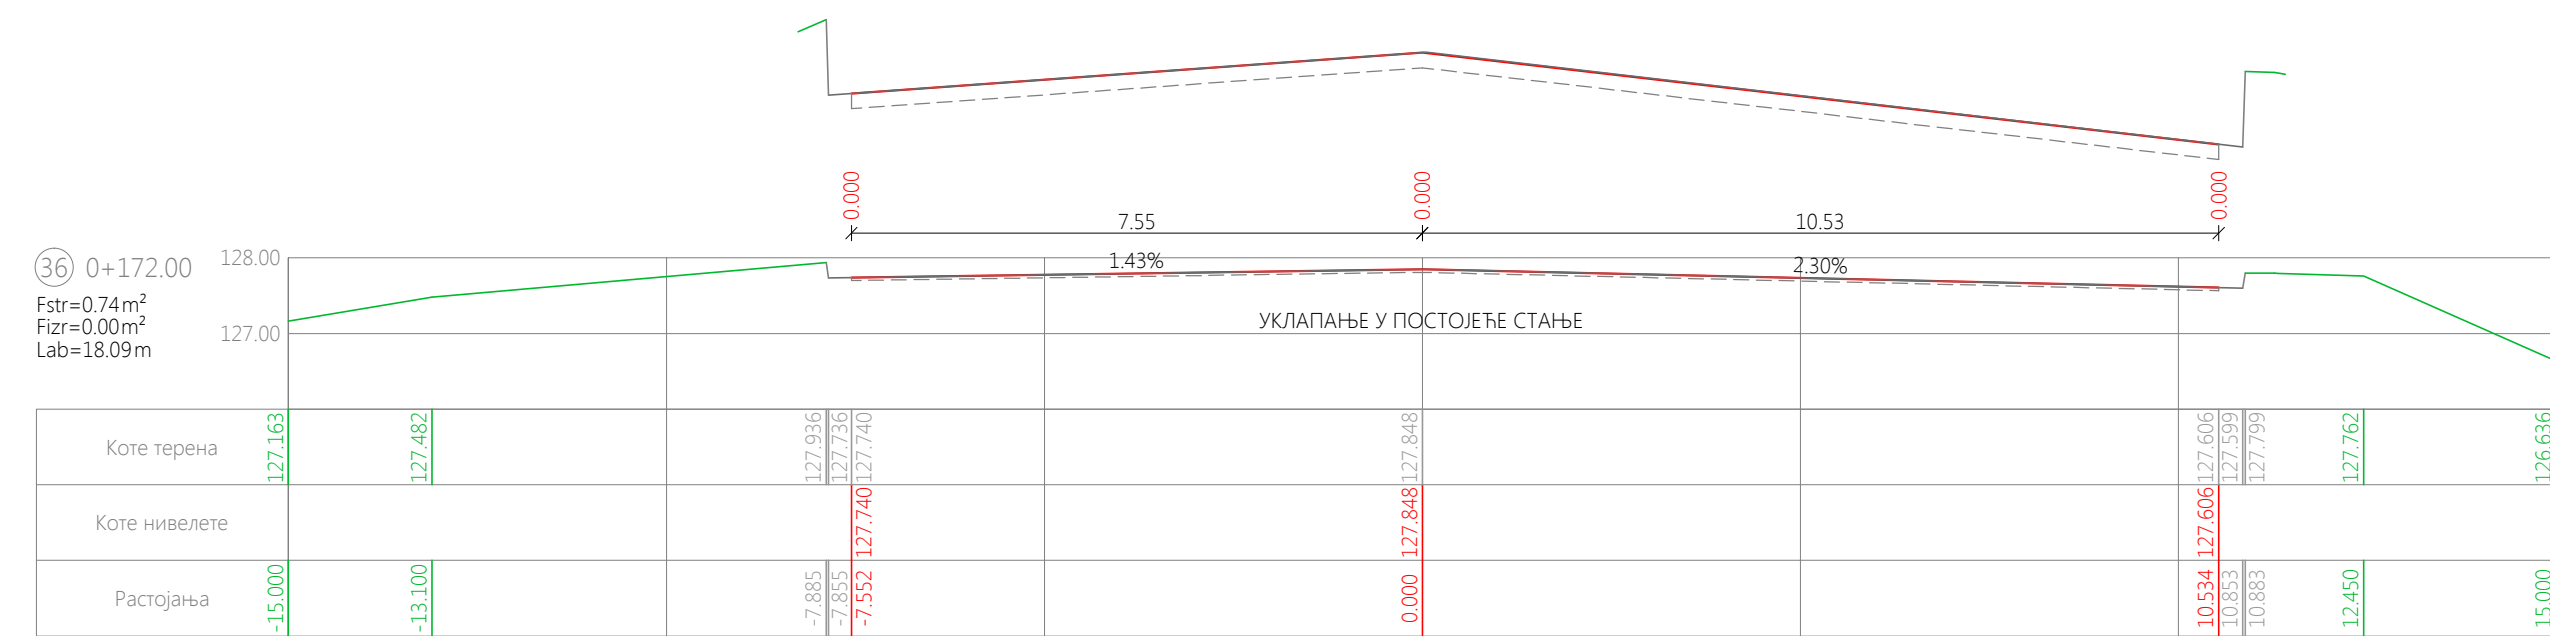 0.000 0.000 0.000
7.55 10.53
36 0+172.00 128.00
1.43% 2.30%
Fstr=0.74m²
Fizr=0.00m²
Lab=18.09m
127.00
УКЛАПАЊЕ У ПОСТОЈЕЋЕ СТАЊЕ
Коте терена 127.163 127.482 127.936 127.736 127.740 127.848 127.606 127.599 127.799 127.762 126.636
Коте нивелете 127.740 127.848 127.606
Растојања -15.000 -13.100 -7.885 -7.855 -7.552 0.000 10.534 10.853 10.883 12.450 15.000